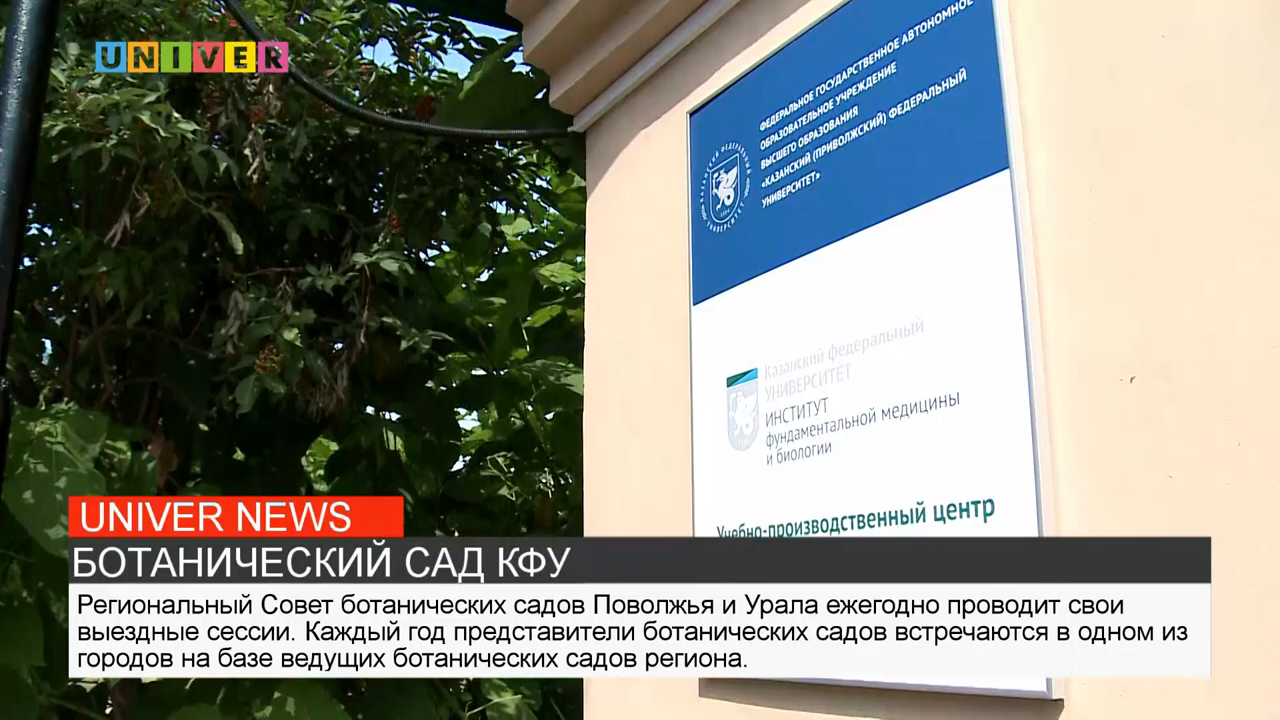 UNIVER
ФЕДЕРАЛЬНОЕ ГОСУДАРСТВЕННОЕ АВТОНОМНОЕ
ОБРАЗОВАТЕЛЬНОЕ УЧРЕЖДЕНИЕ
ВЫСШЕГО ОБРАЗОВАНИЯ
«КАЗАНСКИЙ (ПРИВОЛЖСКИЙ) ФЕДЕРАЛЬНЫЙ
УНИВЕРСИТЕТ»
Казанский федеральный
УНИВЕРСИТЕТ
ИНСТИТУТ
фундаментальной медицины
и биологии
Учебно-производственный центр
UNIVER NEWS
БОТАНИЧЕСКИЙ САД КФУ
Региональный Совет ботанических садов Поволжья и Урала ежегодно проводит свои
выездные сессии. Каждый год представители ботанических садов встречаются в одном из
городов на базе ведущих ботанических садов региона.